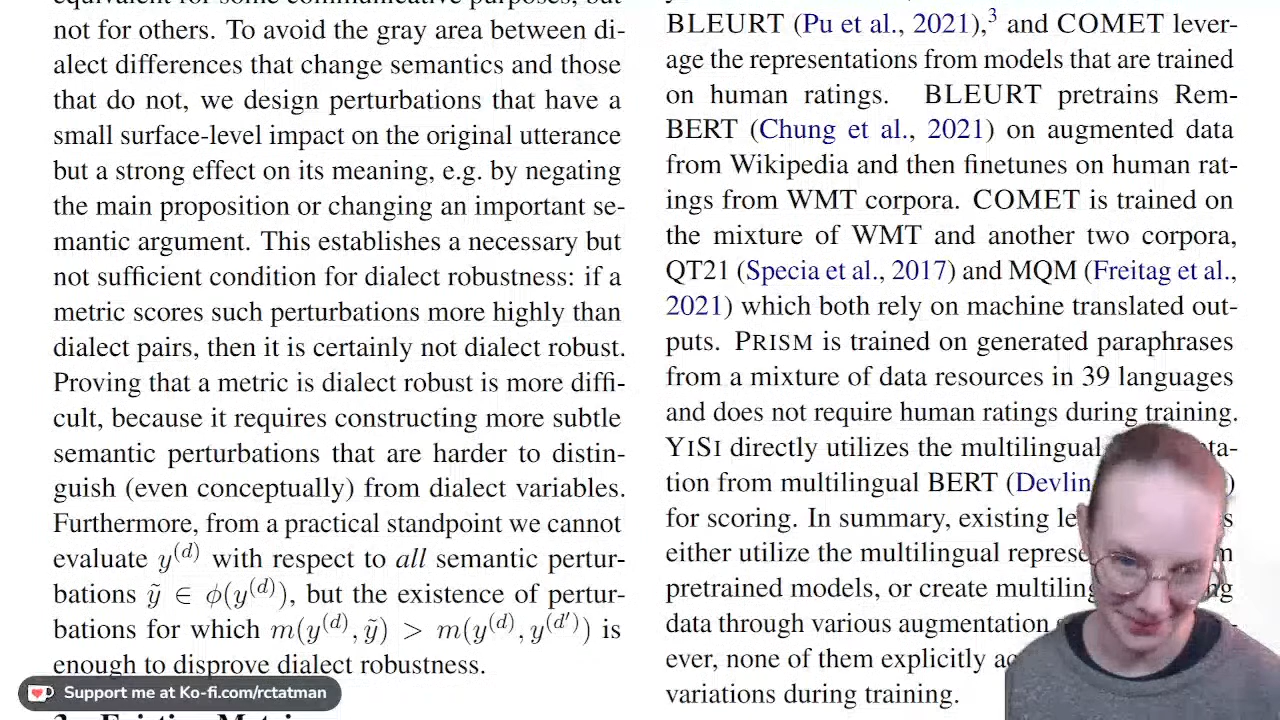 equivalent for some communicative purposes, but
not for others. To avoid the gray area between di-
alect differences that change semantics and those
that do not, we design perturbations that have a
small surface-level impact on the original utterance
but a strong effect on its meaning, e.g. by negating
the main proposition or changing an important se-
mantic argument. This establishes a necessary but
not sufficient condition for dialect robustness: if a
metric scores such perturbations more highly than
dialect pairs, then it is certainly not dialect robust.
Proving that a metric is dialect robust is more diffi-
cult, because it requires constructing more subtle
semantic perturbations that are harder to distin-
guish (even conceptually) from dialect variables.
Furthermore, from a practical standpoint we cannot
evaluate y^(d) with respect to all semantic pertur-
bations ỹ ∈ ϕ(y^(d)), but the existence of pertur-
bations for which m(y^(d), ỹ) > m(y^(d), y^(d′)) is
enough to disprove dialect robustness.
BLEURT (Pu et al., 2021),³ and COMET lever-
age the representations from models that are trained
on human ratings. BLEURT pretrains Rem-
BERT (Chung et al., 2021) on augmented data
from Wikipedia and then finetunes on human rat-
ings from WMT corpora. COMET is trained on
the mixture of WMT and another two corpora,
QT21 (Specia et al., 2017) and MQM (Freitag et al.,
2021) which both rely on machine translated out-
puts. PRISM is trained on generated paraphrases
from a mixture of data resources in 39 languages
and does not require human ratings during training.
YISI directly utilizes the multilingual
tion from multilingual BERT (Devlin )
for scoring. In summary, existing
either utilize the multilingual
pretrained models, or create
data through various augmentation
ever, none of them explicitly
variations during training.
Support me at Ko-fi.com/rctatman